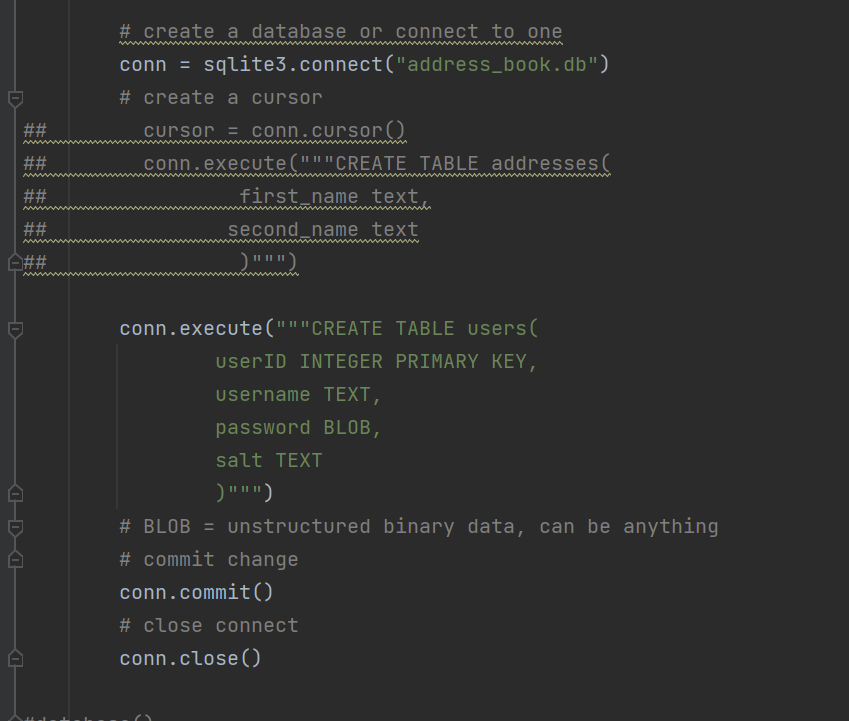 # create a database or connect to one
conn = sqlite3.connect("address_book.db")
# create a cursor
##        cursor = conn.cursor()
##        conn.execute("""CREATE TABLE addresses(
##                first_name text,
##               second_name text
##                )""")
conn.execute("""CREATE TABLE users(
userID INTEGER PRIMARY KEY,
username TEXT,
password BLOB,
salt TEXT
)""")
# BLOB = unstructured binary data, can be anything
# commit change
conn.commit()
# close connect
conn.close()
#database()